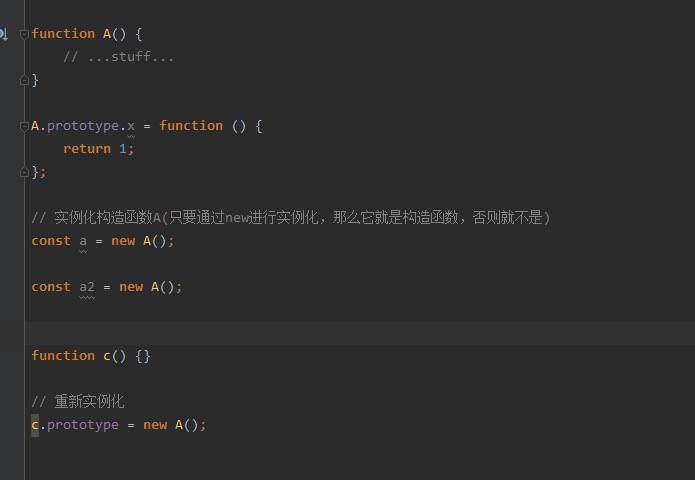 function A() {
// ...stuff...
}
A.prototype.x = function () {
return 1;
};
// 实例化构造函数A(只要通过new进行实例化，那么它就是构造函数，否则就不是)
const a = new A();
const a2 = new A();
function c() {}
// 重新实例化
c.prototype = new A();